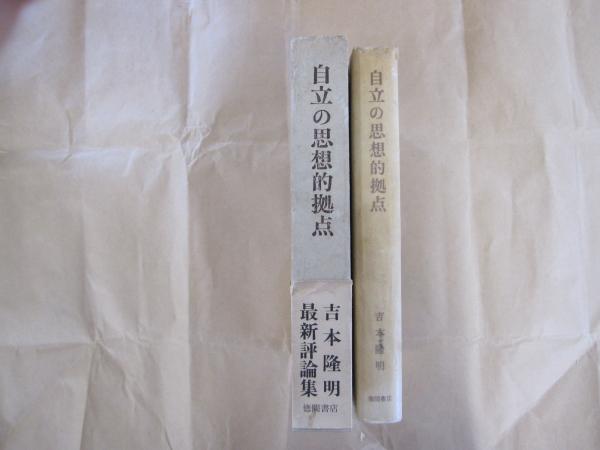 自立の思想的拠点
吉本隆明
最新評論集
徳間書店
自立の思想的拠点
吉本隆明
徳間書店